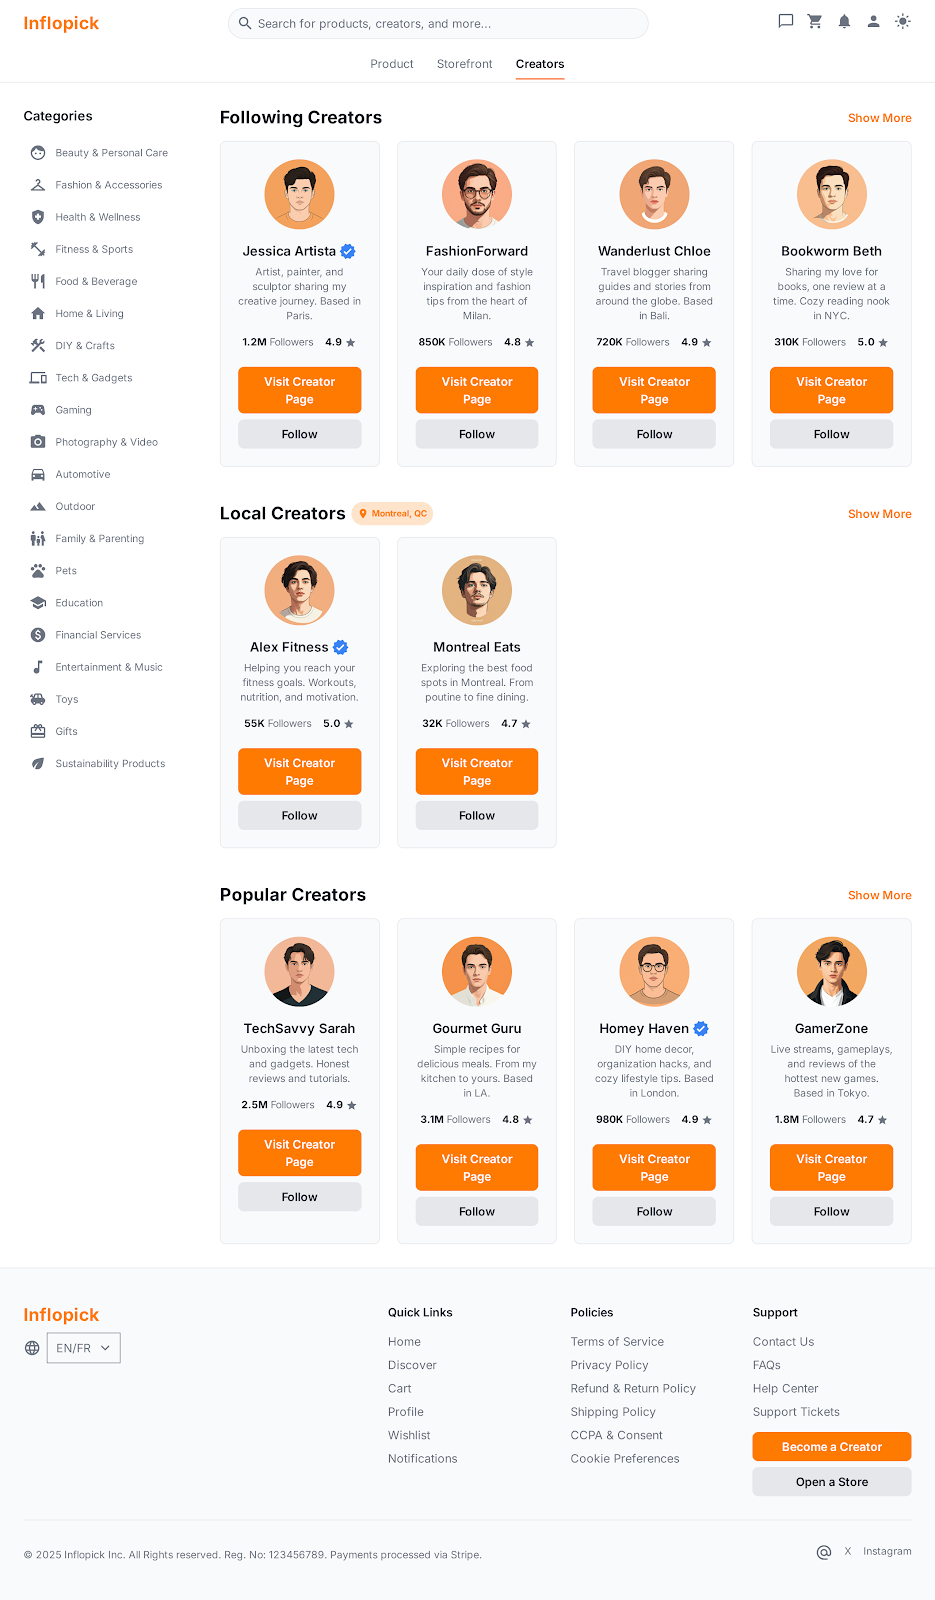 Inflopick
Search for products, creators, and more...
Product Storefront Creators
Categories
Beauty & Personal Care
Fashion & Accessories
Health & Wellness
Fitness & Sports
Food & Beverage
Home & Living
DIY & Crafts
Tech & Gadgets
Gaming
Photography & Video
Automotive
Outdoor
Family & Parenting
Pets
Education
Financial Services
Entertainment & Music
Toys
Gifts
Sustainability Products
Following Creators
Show More
Jessica Artista
Artist, painter, and
sculptor sharing my
creative journey. Based in
Paris.
1.2M Followers 4.9
Visit Creator
Page
Follow
FashionForward
Your daily dose of style
inspiration and fashion
tips from the heart of
Milan.
850K Followers 4.8
Visit Creator
Page
Follow
Wanderlust Chloe
Travel blogger sharing
guides and stories from
around the globe. Based
in Bali.
720K Followers 4.9
Visit Creator
Page
Follow
Bookworm Beth
Sharing my love for
books, one review at a
time. Cozy reading nook
in NYC.
310K Followers 5.0
Visit Creator
Page
Follow
Local Creators
Montreal, QC
Show More
Alex Fitness
Helping you reach your
fitness goals. Workouts,
nutrition, and motivation.
55K Followers 5.0
Visit Creator
Page
Follow
Montreal Eats
Exploring the best food
spots in Montreal. From
poutine to fine dining.
32K Followers 4.7
Visit Creator
Page
Follow
Popular Creators
Show More
TechSavvy Sarah
Unboxing the latest tech
and gadgets. Honest
reviews and tutorials.
2.5M Followers 4.9
Visit Creator
Page
Follow
Gourmet Guru
Simple recipes for
delicious meals. From my
kitchen to yours. Based
in LA.
3.1M Followers 4.8
Visit Creator
Page
Follow
Homey Haven
DIY home decor,
organization hacks, and
cozy lifestyle tips. Based
in London.
980K Followers 4.9
Visit Creator
Page
Follow
GamerZone
Live streams, gameplays,
and reviews of the
hottest new games.
Based in Tokyo.
1.8M Followers 4.7
Visit Creator
Page
Follow
Inflopick
EN/FR
Quick Links
Home
Discover
Cart
Profile
Wishlist
Notifications
Policies
Terms of Service
Privacy Policy
Refund & Return Policy
Shipping Policy
CCPA & Consent
Cookie Preferences
Support
Contact Us
FAQs
Help Center
Support Tickets
Become a Creator
Open a Store
© 2025 Inflopick Inc. All Rights reserved. Reg. No: 123456789. Payments processed via Stripe.
X Instagram